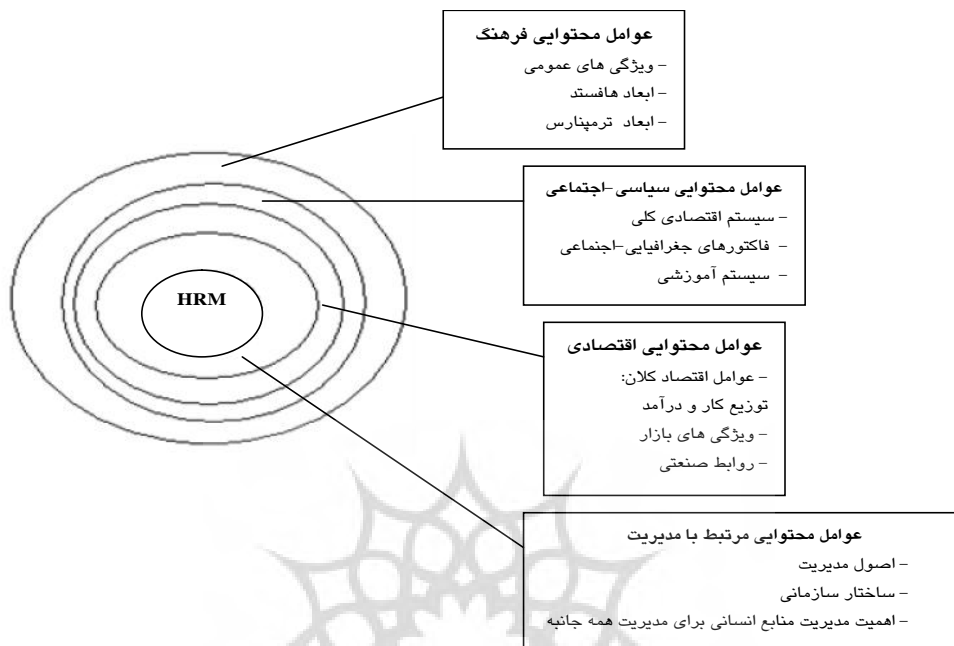 عوامل محتوایی فرهنگ
- ویژگی های عمومی
- ابعاد هافستد
- ابعاد ترمپنارس
عوامل محتوایی سیاسی-اجتماعی
- سیستم اقتصادی کلی
- فاکتورهای جغرافیایی-اجنماعی
- سیستم آموزشی
HRM
عوامل محتوایی اقتصادی
- عوامل اقتصاد کلان:
توزیع کار و درآمد
- ویژگی های بازار
- روابط صنعتی
عوامل محتوایی مرتبط با مدیریت
- اصول مدیریت
- ساختار سازمانی
- اهمیت مدیریت منابع انسانی برای مدیریت همه جانبه